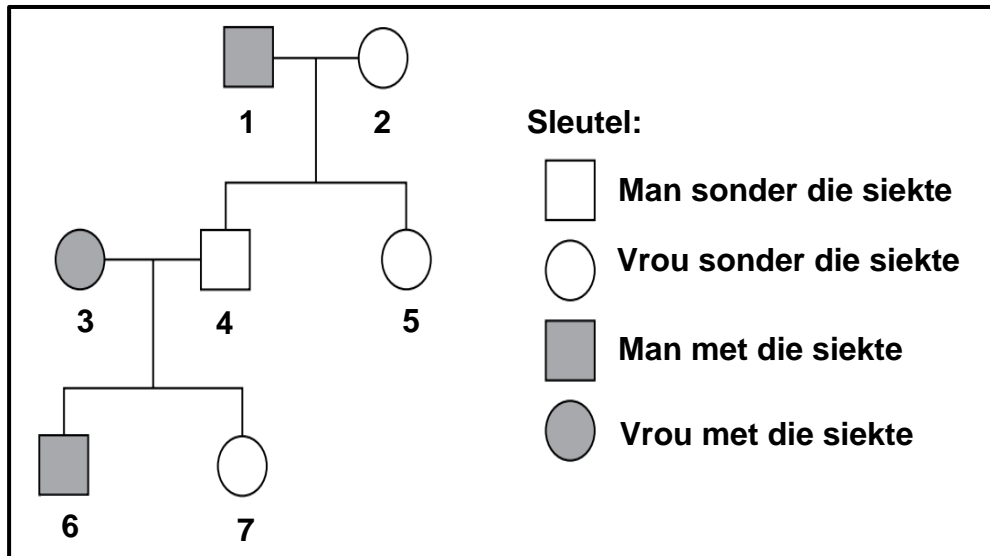 1 2
Sleutel:
Man sonder die siekte
Vrou sonder die siekte
3 4 5
Man met die siekte
Vrou met die siekte
6 7